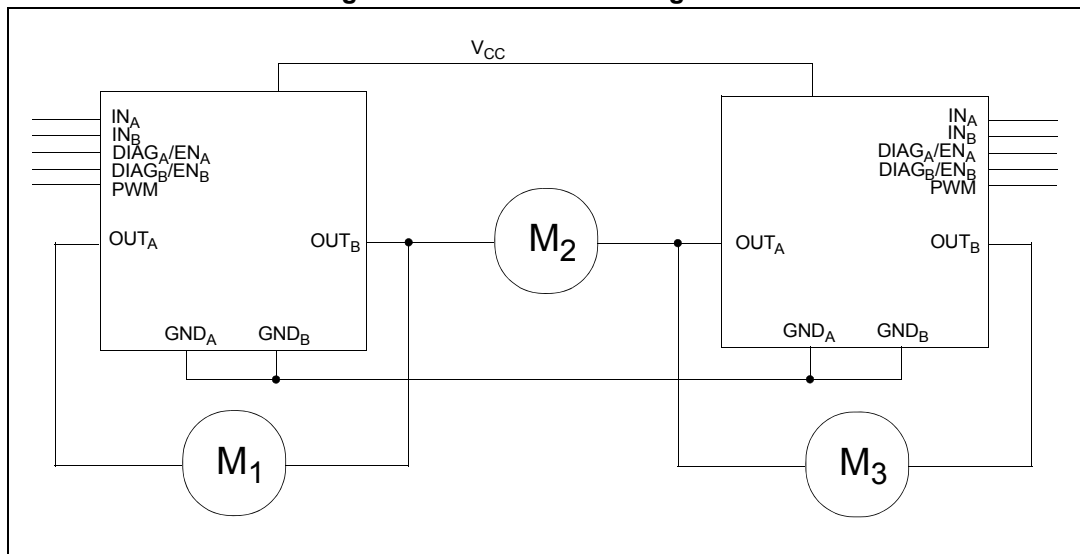 V_CC
IN_A
IN_B
DIAG_A/EN_A
DIAG_B/EN_B
PWM
OUT_A
OUT_B
GND_A
GND_B
M_1
M_2
IN_A
IN_B
DIAG_A/EN_A
DIAG_B/EN_B
PWM
OUT_A
OUT_B
GND_A
GND_B
M_3